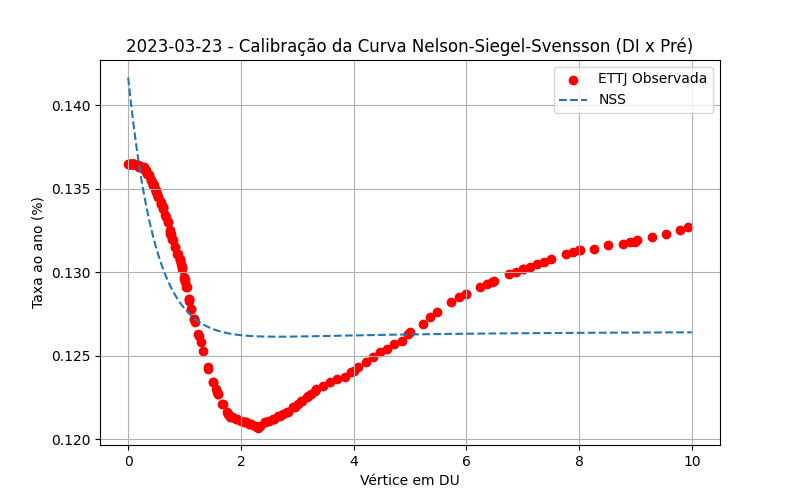 2023-03-23 - Calibração da Curva Nelson-Siegel-Svensson (DI x Pré)
ETTJ Observada
NSS
0.140
0.135
0.130
0.125
0.120
Taxa ao ano (%)
0 2 4 6 8 10
Vértice em DU